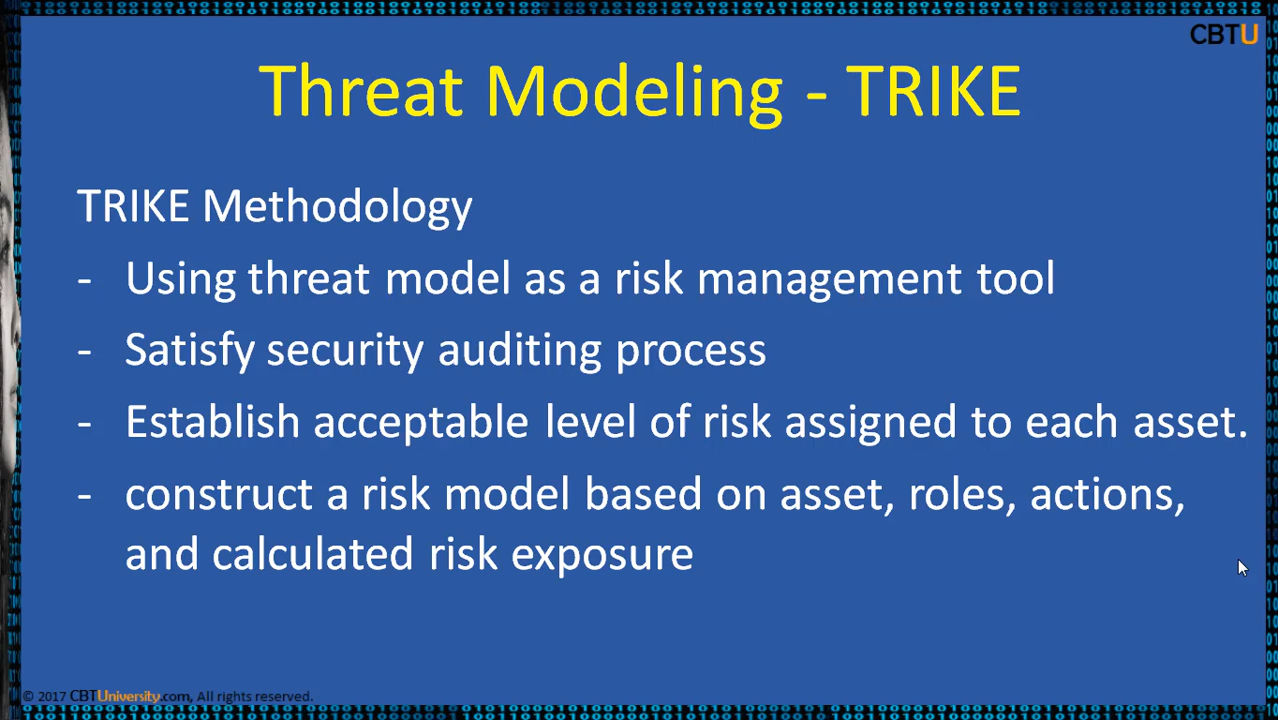 CBTU
Threat Modeling - TRIKE
TRIKE Methodology
- Using threat model as a risk management tool
- Satisfy security auditing process
- Establish acceptable level of risk assigned to each asset.
- construct a risk model based on asset, roles, actions,
and calculated risk exposure
© 2017 CBTUniversity.com, All rights reserved.